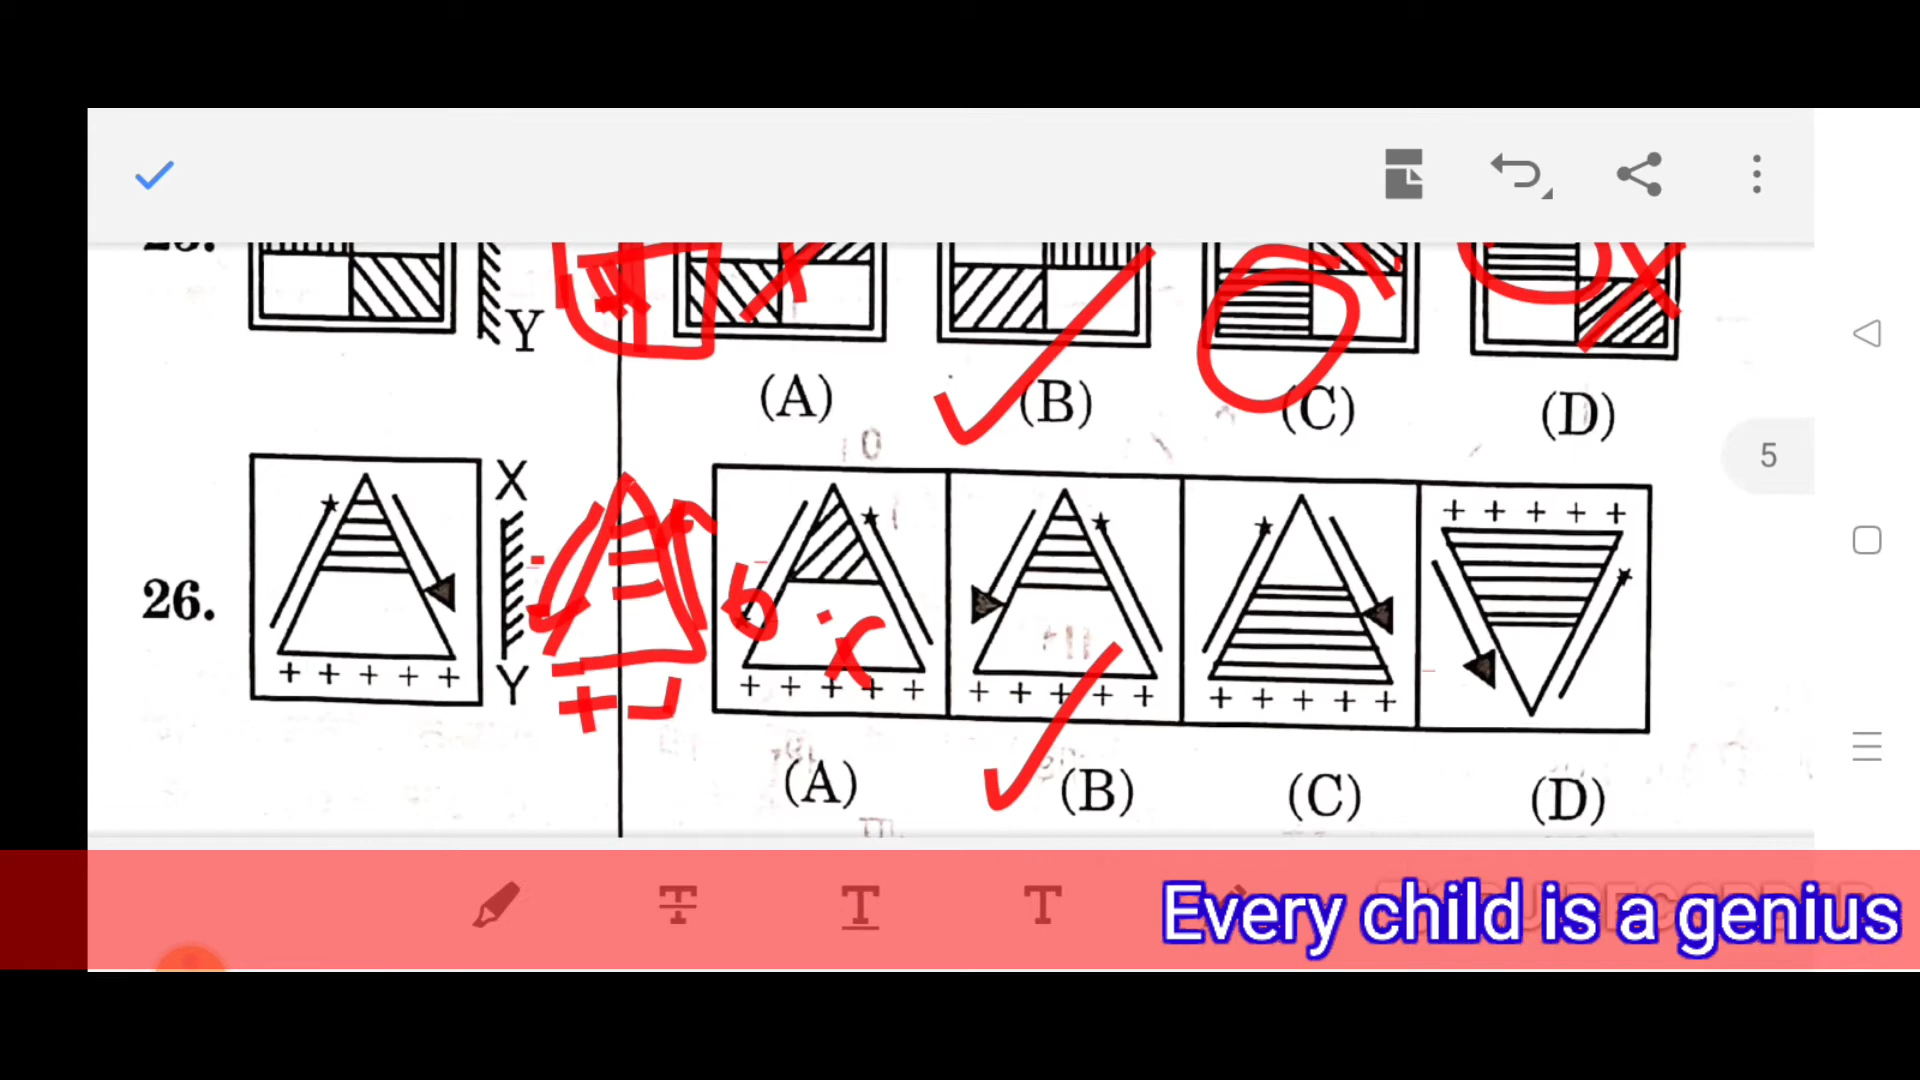 Y
(A) (B) (C) (D)
26.
X
Y
+ + + + +
+ + + + +
+ + + + +
+ + + + +
+ + + + +
(A) (B) (C) (D)
5
T T T
Every child is a genius